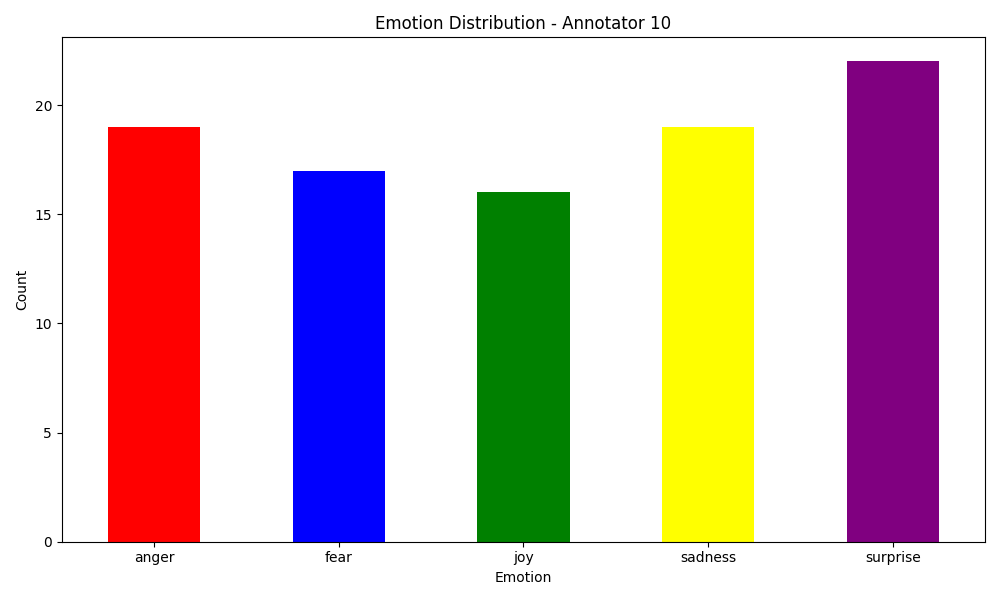 Emotion Distribution - Annotator 10
Count
20
15
10
5
0
anger fear joy sadness surprise
Emotion